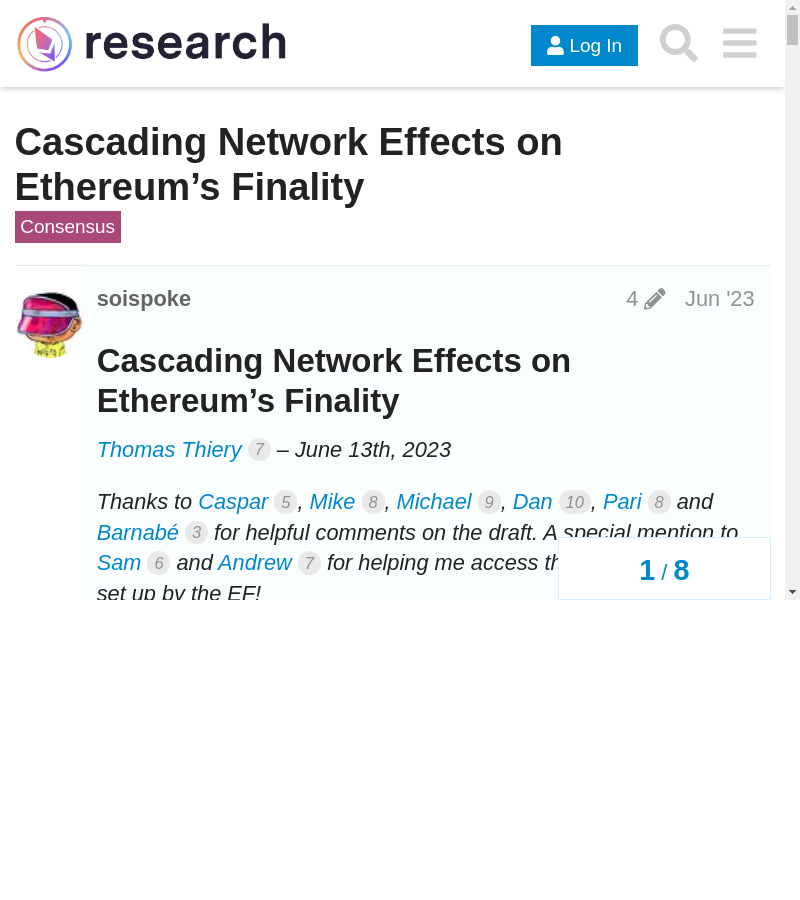 research
Log In
Cascading Network Effects on
Ethereum’s Finality
Consensus
soispoke 4 Jun '23
Cascading Network Effects on
Ethereum’s Finality
Thomas Thiery 7 – June 13th, 2023
Thanks to Caspar 5, Mike 8, Michael 9, Dan 10, Pari 8 and
Barnabé 3 for helpful comments on the draft. A special mention to
Sam 6 and Andrew 7 for helping me access
set up by the EF!
1 / 8